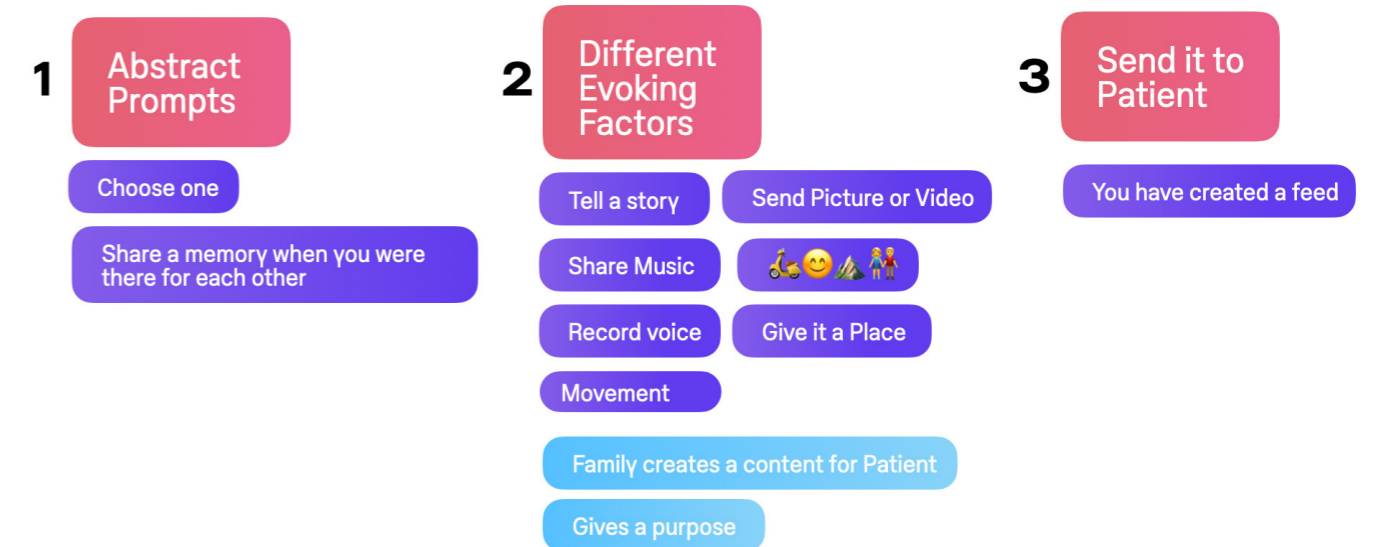 1
Abstract
Prompts
Choose one
Share a memory when you were
there for each other
2
Different
Evoking
Factors
Tell a story
Send Picture or Video
Share Music
🛵😊⛰️👫
Record voice
Give it a Place
Movement
Family creates a content for Patient
Gives a purpose
3
Send it to
Patient
You have created a feed